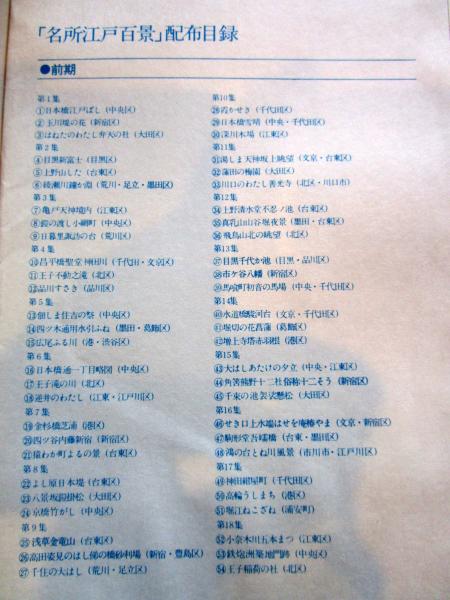 「名所江戸百景」配布目録
●前期
第1集
①日本橋江戸ばし（中央区）
②玉川堤の花（新宿区）
③はねたのわたし弁天の社（大田区）
第2集
④目黒新富士（目黒区）
⑤上野山した（台東区）
⑥綾瀬川鐘か淵（荒川・足立・墨田区）
第3集
⑦亀戸天神境内（江東区）
⑧鎧の渡し小網町（中央区）
⑨日暮里諏訪の台（荒川区）
第4集
⑩昌平橋聖堂神田川（千代田・文京区）
⑪王子不動之滝（北区）
⑫品川すさき（品川区）
第5集
⑬佃しま住吉の祭（中央区）
⑭四ツ木通用水引ふね（墨田・葛飾区）
⑮広尾ふる川（港・渋谷区）
第6集
⑯日本橋通一丁目略図（中央区）
⑰王子滝の川（北区）
⑱逆井のわたし（江東・江戸川区）
第7集
⑲金杉橋芝浦（港区）
⑳四ツ谷内藤新宿（新宿区）
㉑猿わか町よるの景（台東区）
第8集
㉒よし原日本堤（台東区）
㉓八景坂鎧掛松（大田区）
㉔京橋竹がし（中央区）
第9集
㉕浅草金竜山（台東区）
㉖高田姿見のはし俤の橋砂利場（新宿・豊島区）
㉗千住の大はし（荒川・足立区）
第10集
㉘霞かせき（千代田区）
㉙日本橋雪晴（中央・千代田区）
㉚深川木場（江東区）
第11集
㉛湯しま天神坂上眺望（文京・台東区）
㉜蒲田の梅園（大田区）
㉝川口のわたし善光寺（北区・川口市）
第12集
㉞上野清水堂不忍ノ池（台東区）
㉟真乳山山谷堀夜景（墨田・台東区）
㊱飛鳥山北の眺望（北区）
第13集
㊲目黒千代か池（目黒・品川区）
㊳市ケ谷八幡（新宿区）
㊴馬喰町初音の馬場（中央・千代田区）
第14集
㊵水道橋駿河台（文京・千代田区）
㊶堀切の花菖蒲（葛飾区）
㊷増上寺塔赤羽根（港区）
第15集
㊸大はしあたけの夕立（中央・江東区）
㊹角筈熊野十二社俗称十二そう（新宿区）
㊺千束の池袈裟懸松（大田区）
第16集
㊻せき口上水端はせを庵椿やま（文京・新宿区）
㊼駒形堂吾嬬橋（台東・墨田区）
㊽鴻の台とね川風景（市川市・江戸川区）
第17集
㊾神田紺屋町（千代田区）
㊿高輪うしまち（港区）
51堀江ねこざね（浦安町）
第18集
52小奈木川五本まつ（江東区）
53鉄炮洲築地門跡（中央区）
54王子稲荷の社（北区）